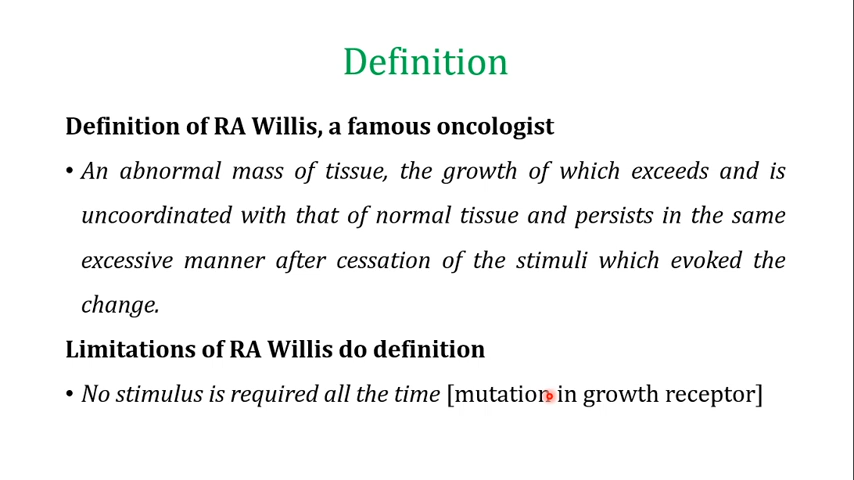 Definition
Definition of RA Willis, a famous oncologist
• An abnormal mass of tissue, the growth of which exceeds and is
uncoordinated with that of normal tissue and persists in the same
excessive manner after cessation of the stimuli which evoked the
change.
Limitations of RA Willis do definition
• No stimulus is required all the time [mutation in growth receptor]